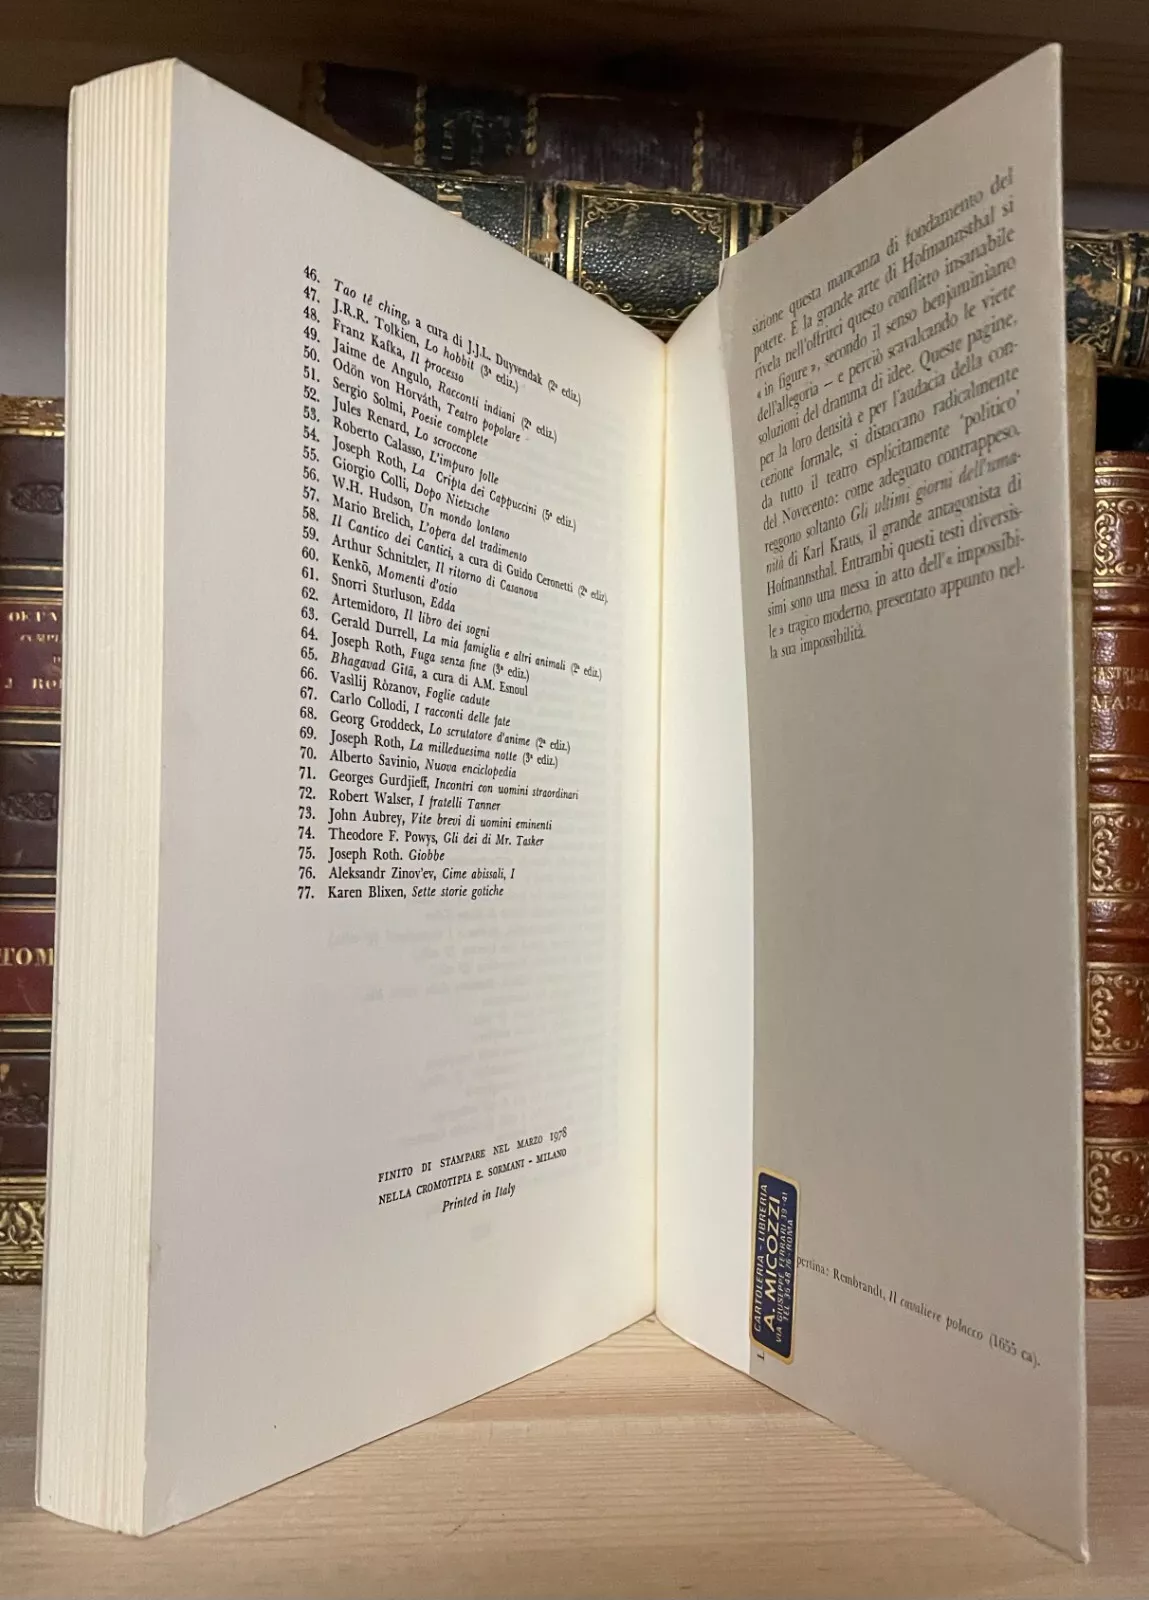 46. Tao tê ching, a cura di J.J.L. Duyvendak (2ª ediz.)
47. J.R.R. Tolkien, Lo hobbit (3ª ediz.)
48. Franz Kafka, Il processo
49. Jaime de Angulo, Racconti indiani (2ª ediz.)
50. Ödön von Horváth, Teatro popolare
51. Sergio Solmi, Poesie complete
52. Jules Renard, Lo scroccone
53. Roberto Calasso, L'impuro folle
54. Joseph Roth, La Cripta dei Cappuccini (5ª ediz.)
55. Giorgio Colli, Dopo Nietzsche
56. W.H. Hudson, Un mondo lontano
57. Mario Brelich, L'opera del tradimento
58. Il Cantico dei Cantici, a cura di Guido Ceronetti (2ª ediz).
59. Arthur Schnitzler, Il ritorno di Casanova
60. Kenkō, Momenti d'ozio
61. Snorri Sturluson, Edda
62. Artemidoro, Il libro dei sogni
63. Gerald Durrell, La mia famiglia e altri animali (2ª ediz.)
64. Joseph Roth, Fuga senza fine (3ª ediz.)
65. Bhagavad Gītā, a cura di A.M. Esnoul
66. Vasìlij Ròzanov, Foglie cadute
67. Carlo Collodi, I racconti delle fate
68. Georg Groddeck, Lo scrutatore d'anime (2ª ediz.)
69. Joseph Roth, La milleduesima notte (3ª ediz.)
70. Alberto Savinio, Nuova enciclopedia
71. Georges Gurdjieff, Incontri con uomini straordinari
72. Robert Walser, I fratelli Tanner
73. John Aubrey, Vite brevi di uomini eminenti
74. Theodore F. Powys, Gli dei di Mr. Tasker
75. Joseph Roth. Giobbe
76. Aleksandr Zinov'ev, Cime abissali, I
77. Karen Blixen, Sette storie gotiche
FINITO DI STAMPARE NEL MARZO 1978
NELLA CROMOTIPIA E. SORMANI - MILANO
Printed in Italy
sizione questa mancanza di fondamento del
potere. E la grande arte di Hofmannsthal si
rivela nell'offrirci questo conflitto insanabile
« in figure », secondo il senso benjaminiano
dell'allegoria – e perciò scavalcando le viete
soluzioni del dramma di idee. Queste pagine,
per la loro densità e per l'audacia della con-
cezione formale, si distaccano radicalmente
da tutto il teatro esplicitamente 'politico'
del Novecento: come adeguato contrappeso,
reggono soltanto Gli ultimi giorni dell'uma-
nità di Karl Kraus, il grande antagonista di
Hofmannsthal. Entrambi questi testi diversis-
simi sono una messa in atto dell'« impossibi-
le » tragico moderno, presentato appunto nel-
la sua impossibilità.
CARTOLERIA - LIBRERIA
A. MICOZZI
VIA GIUSEPPE FERRARI 39-41
TEL 36 48 76 - ROMA
pertina: Rembrandt, Il cavaliere polacco (1655 ca).
TOM